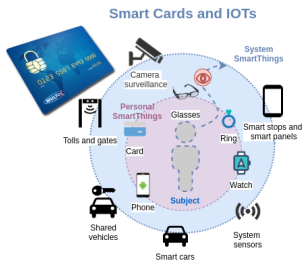 Smart Cards and IOTs
System
SmartThings
Camera
surveillance
Glasses
Personal
SmartThings
Tolls and gates
Card
Ring
Smart stops and
smart panels
Watch
Phone
Subject
Shared
vehicles
System
sensors
Smart cars